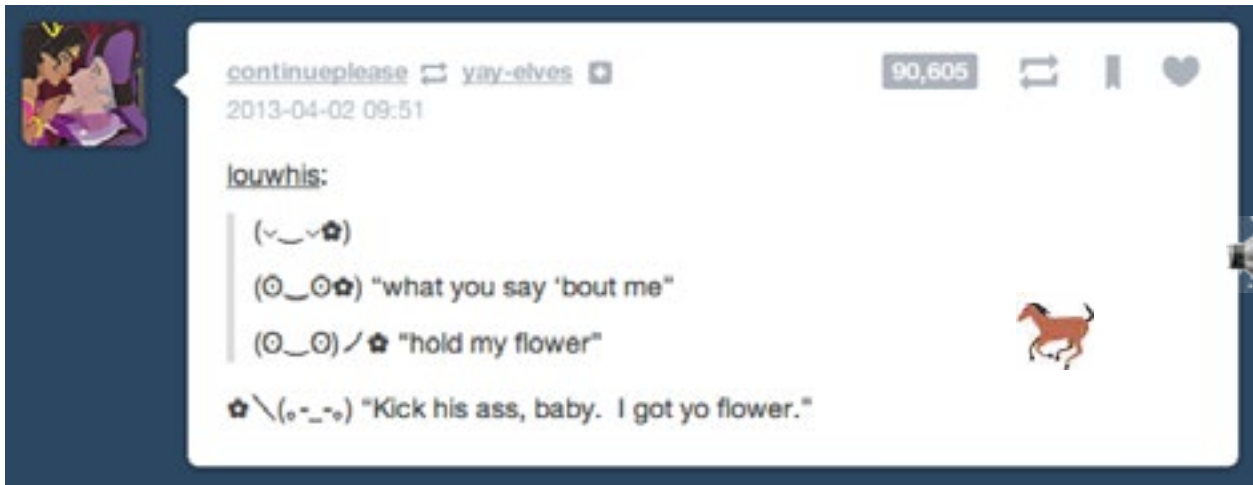 continueplease yay-elves
90,605
2013-04-02 09:51
louwhis:
(⌵‿⌵✿)
(ʘ‿ʘ✿) "what you say 'bout me"
(ʘ‿ʘ)ノ✿ "hold my flower"
✿\(｡-_-｡) "Kick his ass, baby. I got yo flower."